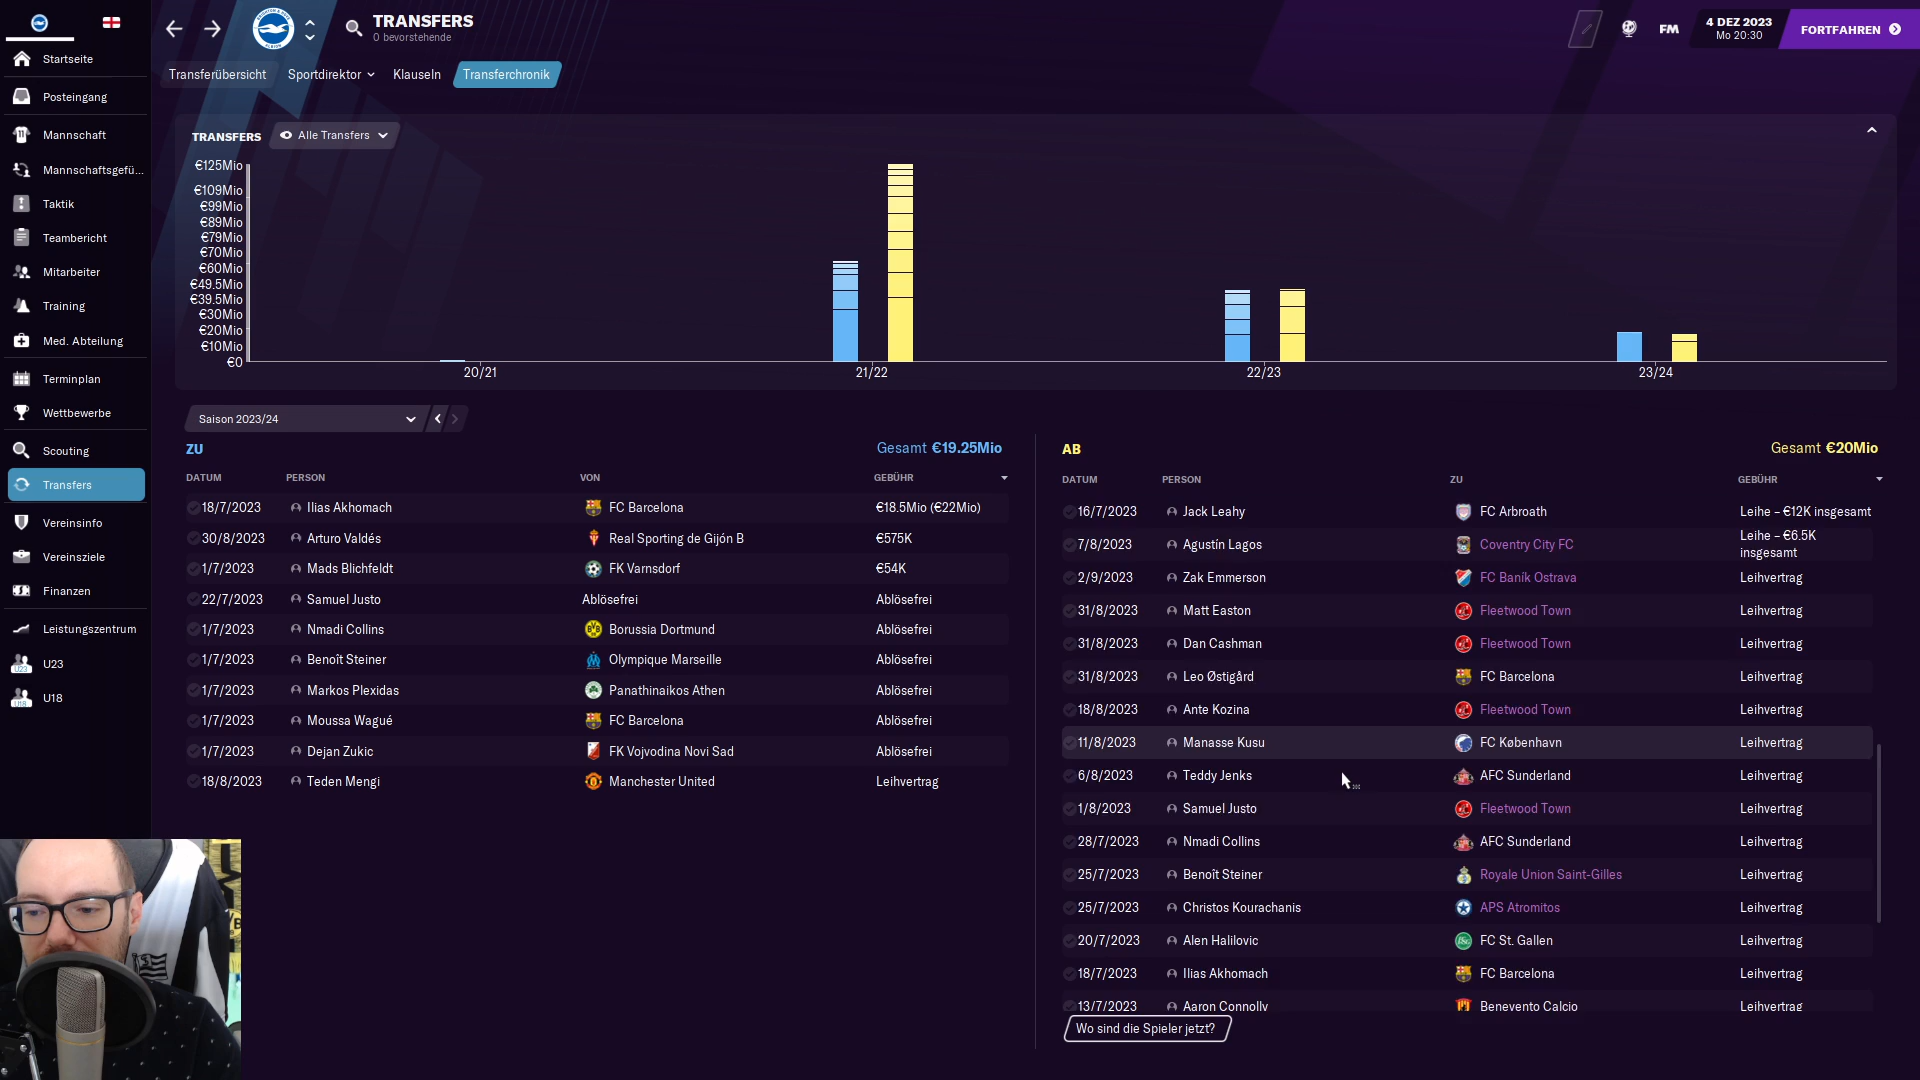 TRANSFERS
0 bevorstehende
FM
4 DEZ 2023
Mo 20:30
FORTFAHREN
Transferübersicht
Sportdirektor
Klauseln
Transferchronik
Startseite
Posteingang
Mannschaft
Mannschaftsgefü...
Taktik
Teambericht
Mitarbeiter
Training
Med. Abteilung
Terminplan
Wettbewerbe
Scouting
Transfers
Vereinsinfo
Vereinsziele
Finanzen
Leistungszentrum
U23
U18
TRANSFERS
Alle Transfers
€125Mio
€109Mio
€99Mio
€89Mio
€79Mio
€70Mio
€60Mio
€49.5Mio
€39.5Mio
€30Mio
€20Mio
€10Mio
€0
20/21
21/22
22/23
23/24
Saison 2023/24
ZU
Gesamt €19.25Mio
DATUM PERSON VON GEBÜHR
18/7/2023 Ilias Akhomach FC Barcelona €18.5Mio (€22Mio)
30/8/2023 Arturo Valdés Real Sporting de Gijón B €575K
1/7/2023 Mads Blichfeldt FK Varnsdorf €54K
22/7/2023 Samuel Justo Ablösefrei Ablösefrei
1/7/2023 Nmadi Collins Borussia Dortmund Ablösefrei
1/7/2023 Benoît Steiner Olympique Marseille Ablösefrei
1/7/2023 Markos Plexidas Panathinaikos Athen Ablösefrei
1/7/2023 Moussa Wagué FC Barcelona Ablösefrei
1/7/2023 Dejan Zukic FK Vojvodina Novi Sad Ablösefrei
18/8/2023 Teden Mengi Manchester United Leihvertrag
AB
Gesamt €20Mio
DATUM PERSON ZU GEBÜHR
16/7/2023 Jack Leahy FC Arbroath Leihe – €12K insgesamt
7/8/2023 Agustín Lagos Coventry City FC Leihe – €6.5K
insgesamt
2/9/2023 Zak Emmerson FC Baník Ostrava Leihvertrag
31/8/2023 Matt Easton Fleetwood Town Leihvertrag
31/8/2023 Dan Cashman Fleetwood Town Leihvertrag
31/8/2023 Leo Østigård FC Barcelona Leihvertrag
18/8/2023 Ante Kozina Fleetwood Town Leihvertrag
11/8/2023 Manasse Kusu FC København Leihvertrag
6/8/2023 Teddy Jenks AFC Sunderland Leihvertrag
1/8/2023 Samuel Justo Fleetwood Town Leihvertrag
28/7/2023 Nmadi Collins AFC Sunderland Leihvertrag
25/7/2023 Benoît Steiner Royale Union Saint-Gilles Leihvertrag
25/7/2023 Christos Kourachanis APS Atromitos Leihvertrag
20/7/2023 Alen Halilovic FC St. Gallen Leihvertrag
18/7/2023 Ilias Akhomach FC Barcelona Leihvertrag
13/7/2023 Aaron Connolly Benevento Calcio Leihvertrag
Wo sind die Spieler jetzt?